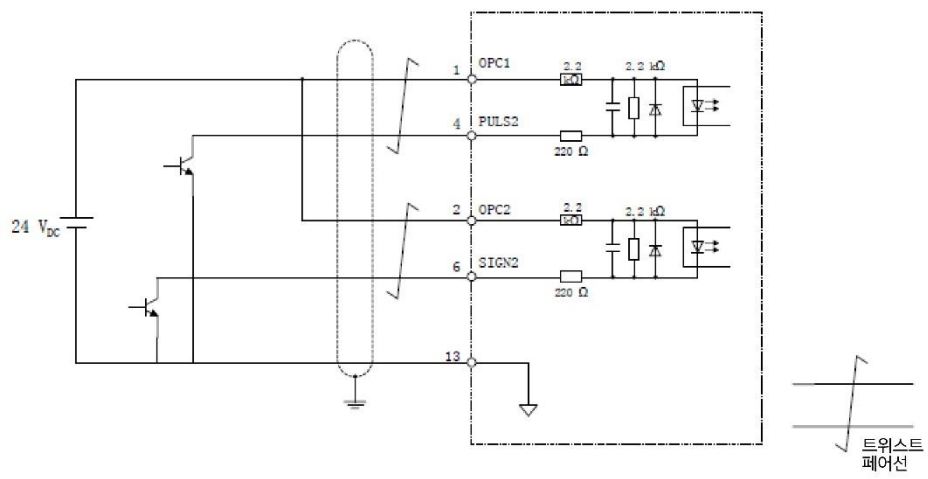 1
OPC1
2.2
kΩ
2.2 kΩ
4
PULS2
220 Ω
24 VDC
2
OPC2
2.2
kΩ
2.2 kΩ
6
SIGN2
220 Ω
13
트위스트
페어선